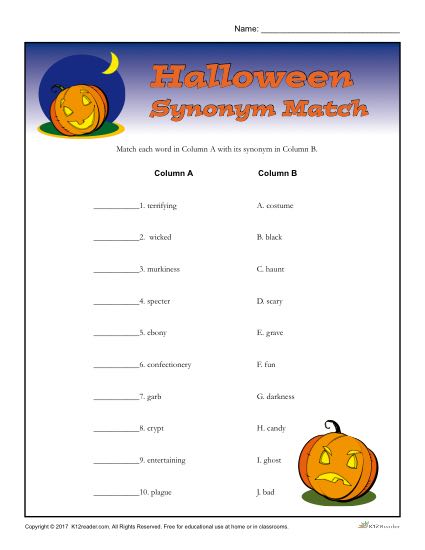 Name: ____________________
Halloween
Synonym Match
Match each word in Column A with its synonym in Column B.
Column A Column B
___________1. terrifying A. costume
___________2. wicked B. black
___________3. murkiness C. haunt
___________4. specter D. scary
___________5. ebony E. grave
___________6. confectionery F. fun
___________7. garb G. darkness
___________8. crypt H. candy
___________9. entertaining I. ghost
___________10. plague J. bad
Copyright © 2017 K12reader.com. All Rights Reserved. Free for educational use at home or in classrooms. K12Reader